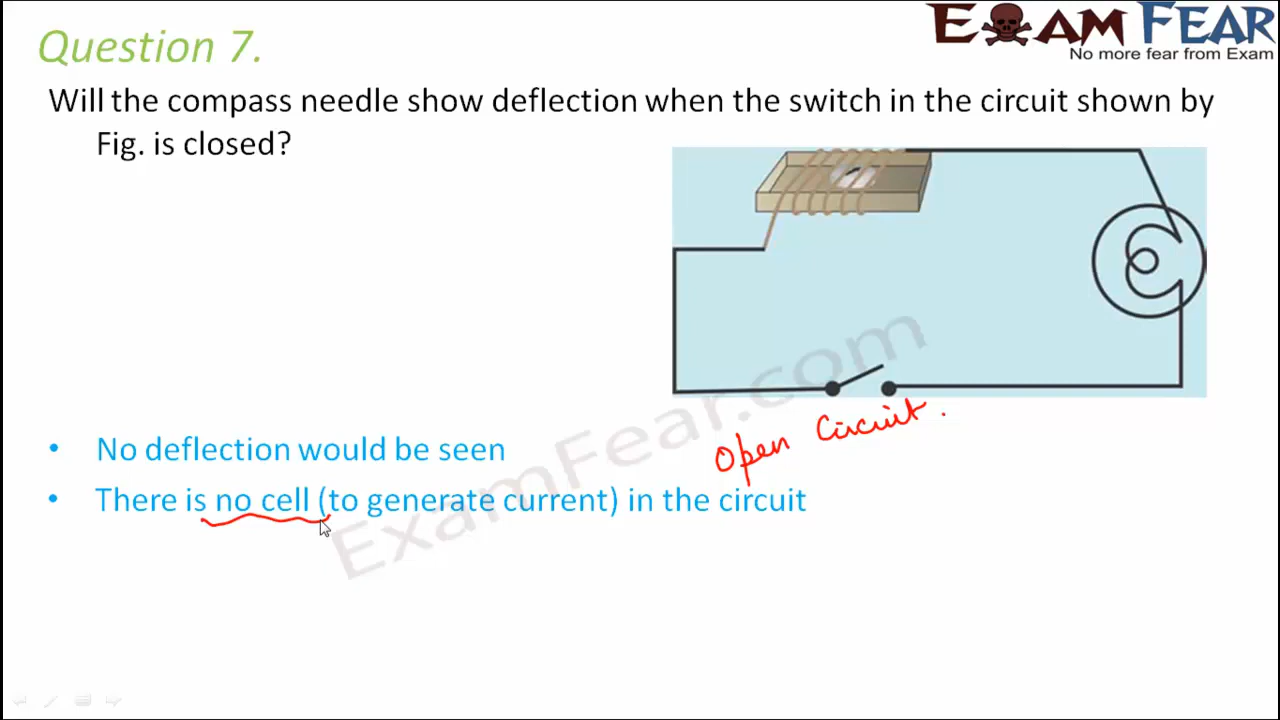 EXAM FEAR
No more fear from Exam
Question 7.
Will the compass needle show deflection when the switch in the circuit shown by
Fig. is closed?
Open Circuit.
• No deflection would be seen
• There is no cell (to generate current) in the circuit
ExamFear.com